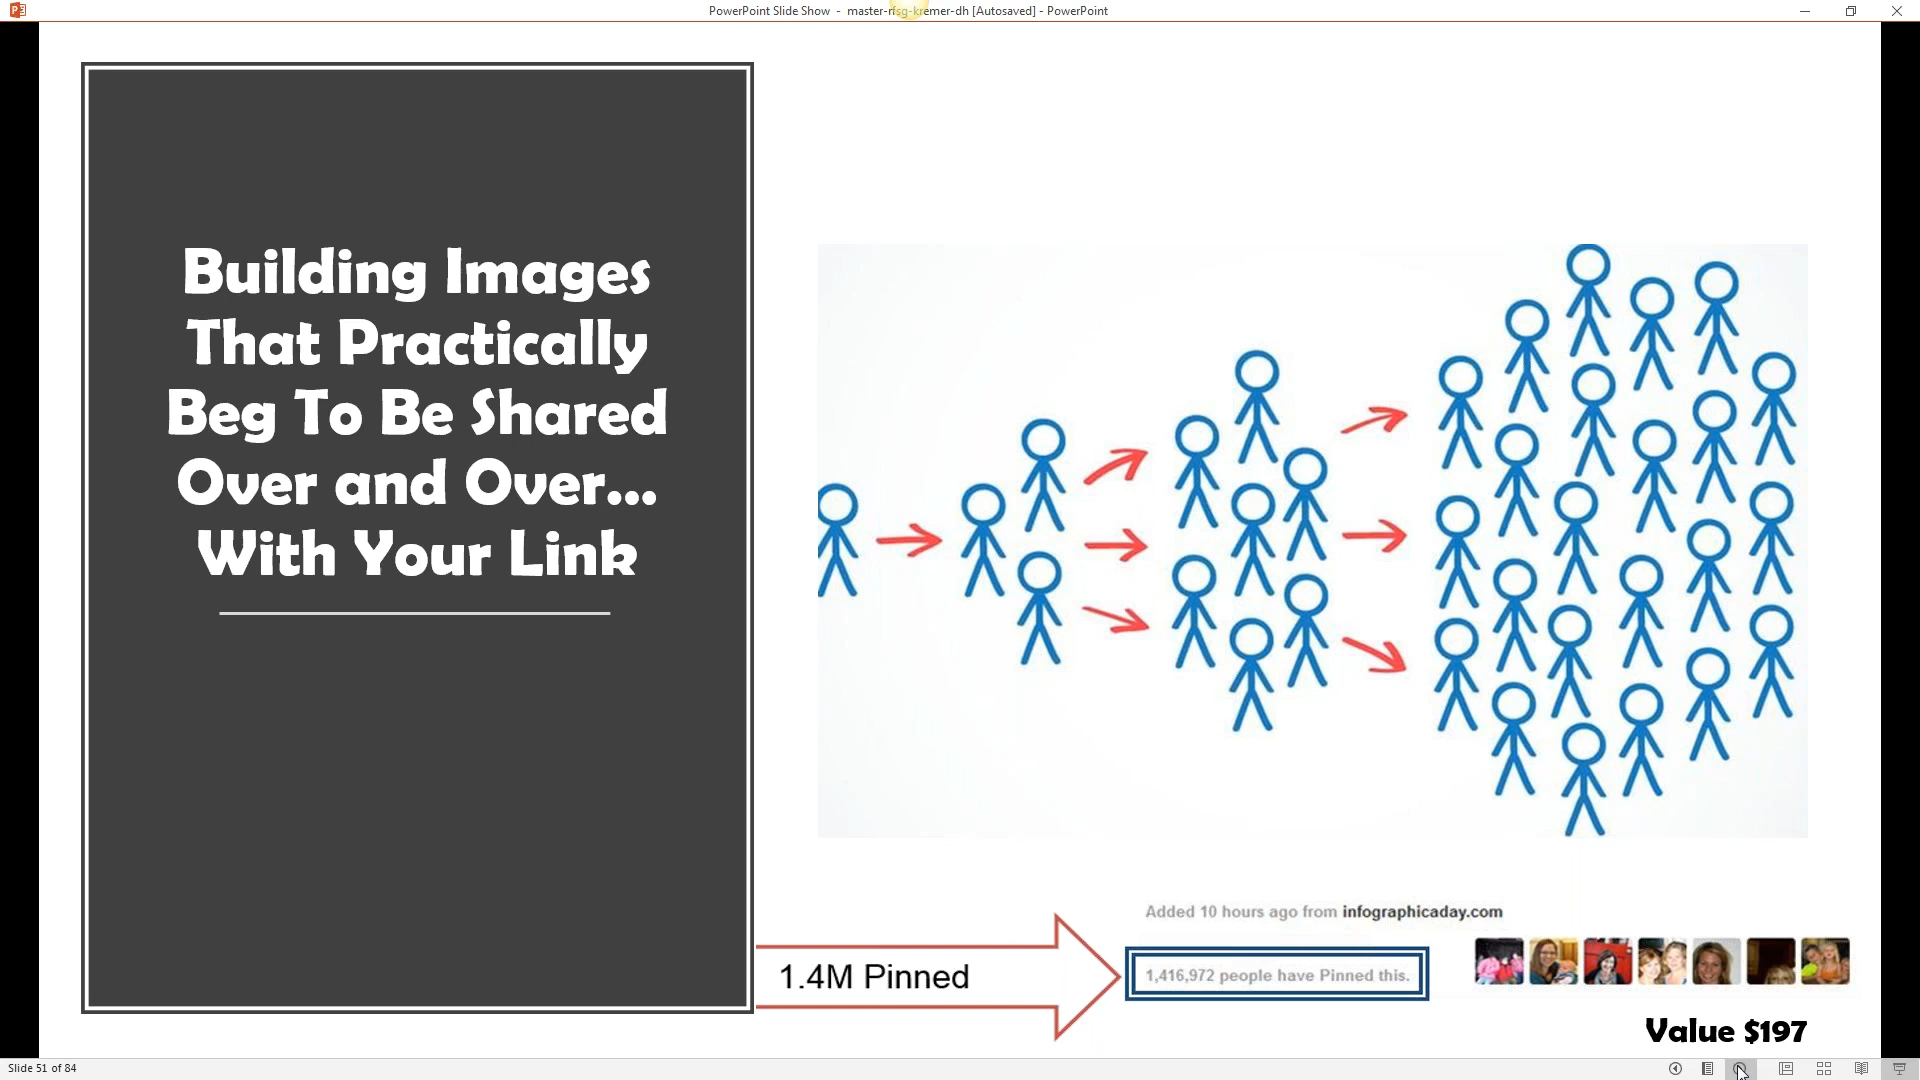 PowerPoint Slide Show - master-nsg-kremer-dh [Autosaved] - PowerPoint
Building Images
That Practically
Beg To Be Shared
Over and Over...
With Your Link
Added 10 hours ago from infographicaday.com
1.4M Pinned
1,416,972 people have Pinned this.
Value $197
Slide 51 of 84